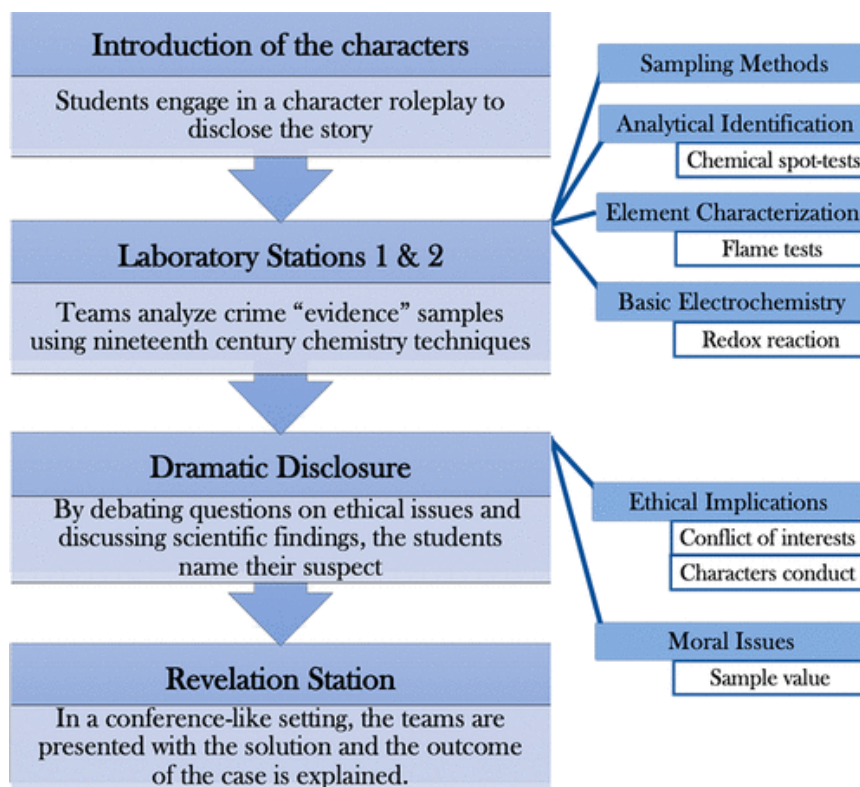 Introduction of the characters
Students engage in a character roleplay to
disclose the story
Laboratory Stations 1 & 2
Teams analyze crime “evidence” samples
using nineteenth century chemistry techniques
Dramatic Disclosure
By debating questions on ethical issues and
discussing scientific findings, the students
name their suspect
Revelation Station
In a conference-like setting, the teams are
presented with the solution and the outcome
of the case is explained.
Sampling Methods
Analytical Identification
Chemical spot-tests
Element Characterization
Flame tests
Basic Electrochemistry
Redox reaction
Ethical Implications
Conflict of interests
Characters conduct
Moral Issues
Sample value